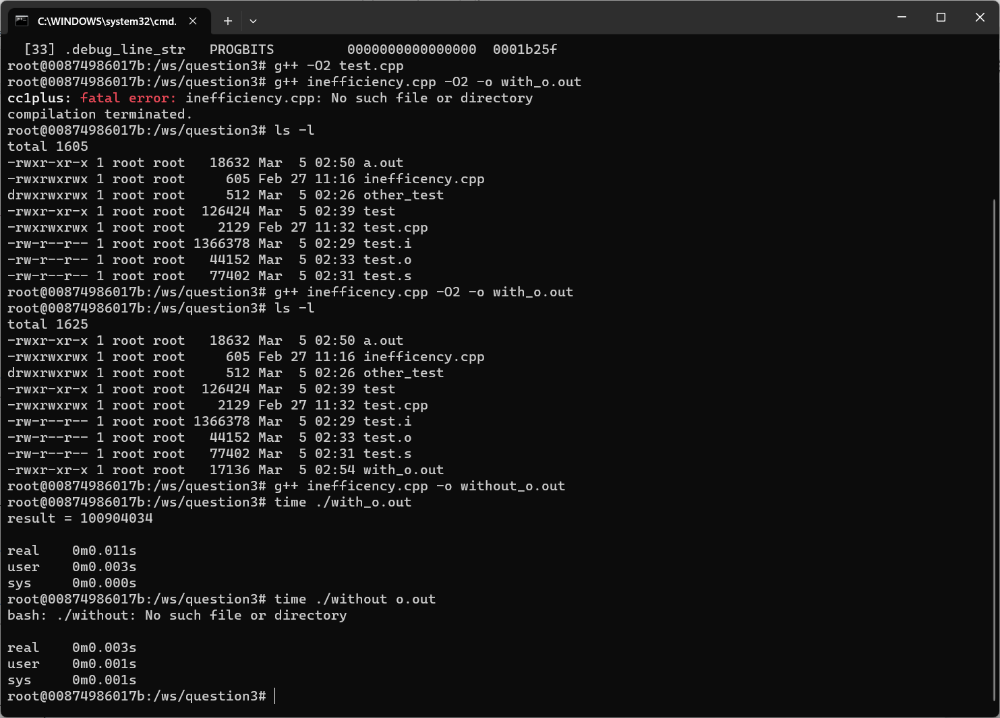 C:\WINDOWS\system32\cmd.
  [33] .debug_line_str   PROGBITS         0000000000000000  0001b25f
root@00874986017b:/ws/question3# g++ -O2 test.cpp
root@00874986017b:/ws/question3# g++ inefficiency.cpp -O2 -o with_o.out
cc1plus: fatal error: inefficiency.cpp: No such file or directory
compilation terminated.
root@00874986017b:/ws/question3# ls -l
total 1605
-rwxr-xr-x 1 root root   18632 Mar  5 02:50 a.out
-rwxrwxrwx 1 root root     605 Feb 27 11:16 inefficency.cpp
drwxrwxrwx 1 root root     512 Mar  5 02:26 other_test
-rwxr-xr-x 1 root root  126424 Mar  5 02:39 test
-rwxrwxrwx 1 root root    2129 Feb 27 11:32 test.cpp
-rw-r--r-- 1 root root 1366378 Mar  5 02:29 test.i
-rw-r--r-- 1 root root   44152 Mar  5 02:33 test.o
-rw-r--r-- 1 root root   77402 Mar  5 02:31 test.s
root@00874986017b:/ws/question3# g++ inefficency.cpp -O2 -o with_o.out
root@00874986017b:/ws/question3# ls -l
total 1625
-rwxr-xr-x 1 root root   18632 Mar  5 02:50 a.out
-rwxrwxrwx 1 root root     605 Feb 27 11:16 inefficency.cpp
drwxrwxrwx 1 root root     512 Mar  5 02:26 other_test
-rwxr-xr-x 1 root root  126424 Mar  5 02:39 test
-rwxrwxrwx 1 root root    2129 Feb 27 11:32 test.cpp
-rw-r--r-- 1 root root 1366378 Mar  5 02:29 test.i
-rw-r--r-- 1 root root   44152 Mar  5 02:33 test.o
-rw-r--r-- 1 root root   77402 Mar  5 02:31 test.s
-rwxr-xr-x 1 root root   17136 Mar  5 02:54 with_o.out
root@00874986017b:/ws/question3# g++ inefficency.cpp -o without_o.out
root@00874986017b:/ws/question3# time ./with_o.out
result = 100904034

real    0m0.011s
user    0m0.003s
sys     0m0.000s
root@00874986017b:/ws/question3# time ./without o.out
bash: ./without: No such file or directory

real    0m0.003s
user    0m0.001s
sys     0m0.001s
root@00874986017b:/ws/question3#